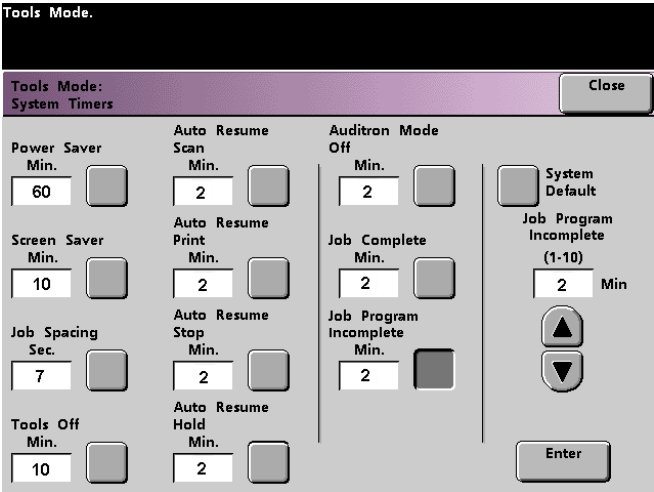 Tools Mode.
Tools Mode:
System Timers
Close
Power Saver
Min.
60
Screen Saver
Min.
10
Job Spacing
Sec.
7
Tools Off
Min.
10
Auto Resume
Scan
Min.
2
Auto Resume
Print
Min.
2
Auto Resume
Stop
Min.
2
Auto Resume
Hold
Min.
2
Auditron Mode
Off
Min.
2
Job Complete
Min.
2
Job Program
Incomplete
Min.
2
System
Default
Job Program
Incomplete
(1-10)
2 Min
Enter